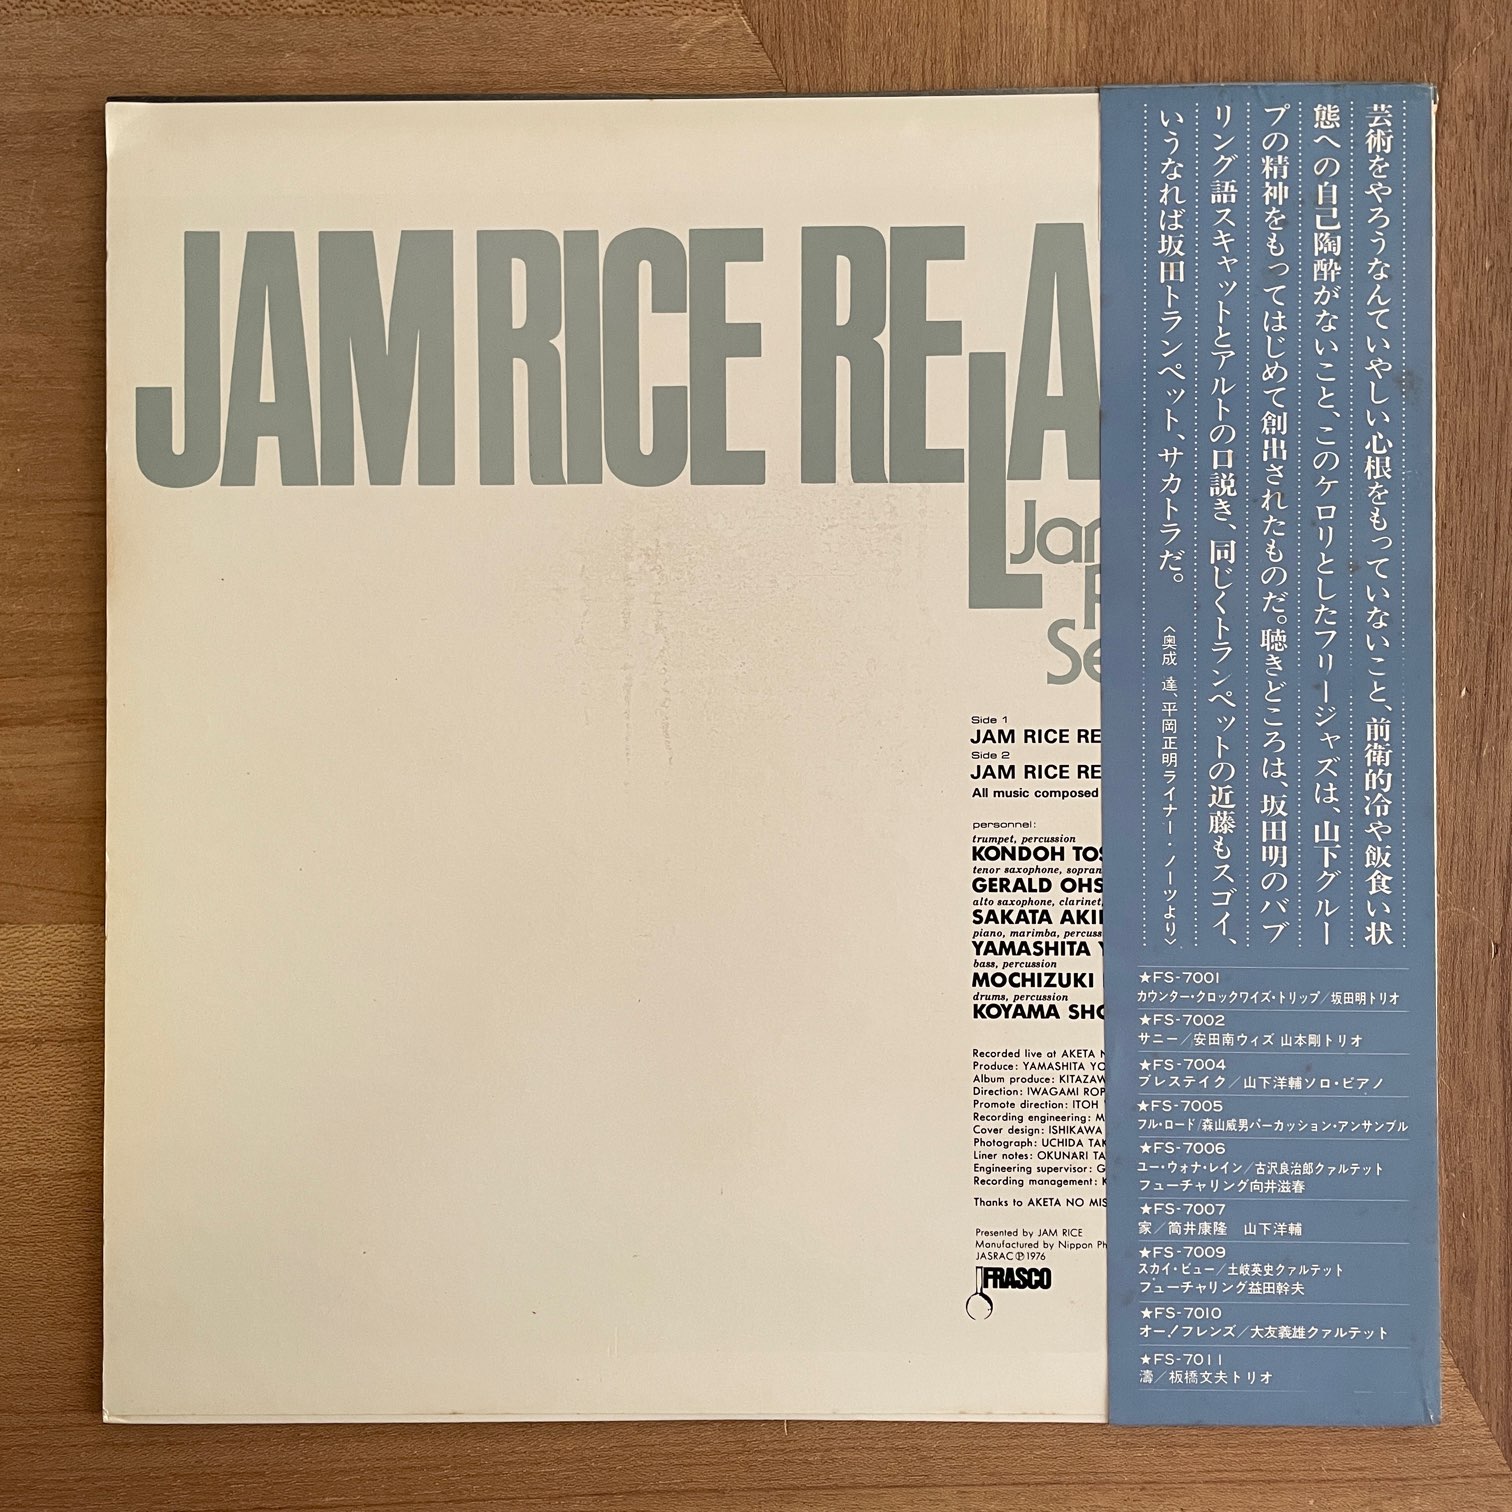 JAM RICE RELA
Jam
Se
Side 1
JAM RICE RE
Side 2
JAM RICE RE
All music composed
personnel:
trumpet, percussion
KONDOH TOS
tenor saxophone, sopran
GERALD OHS
alto saxophone, clarinet,
SAKATA AKI
piano, marimba, percuss
YAMASHITA Y
bass, percussion
MOCHIZUKI
drums, percussion
KOYAMA SHO
Recorded live at AKETA N
Produce: YAMASHITA YO
Album produce: KITAZAW
Direction: IWAGAMI ROP
Promote direction: ITOH
Recording engineering: M
Cover design: ISHIKAWA
Photograph: UCHIDA TAK
Liner notes: OKUNARI TA
Engineering supervisor: G
Recording management: K
Thanks to AKETA NO MIS
Presented by JAM RICE
Manufactured by Nippon Ph
JASRAC Ⓟ1976
FRASCO
芸術をやろうなんていやしい心根をもっていないこと、前衛的冷や飯食い状
態への自己陶酔がないこと、このケロリとしたフリージャズは、山下グルー
プの精神をもってはじめて創出されたものだ。聴きどころは、坂田明のバブ
リング語スキャットとアルトの口説き、同じくトランペットの近藤もスゴイ、
いうなれば坂田トランペット、サカトラだ。
〈奥成 達、平岡正明ライナー・ノーツより〉
★FS-7001
カウンター・クロックワイズ・トリップ/坂田明トリオ
★FS-7002
サニー/安田南ウィズ 山本剛トリオ
★FS-7004
ブレステイク/山下洋輔ソロ・ピアノ
★FS-7005
フル・ロード/森山威男パーカッション・アンサンブル
★FS-7006
ユー・ウォナ・レイン/古沢良治郎クァルテット
フューチャリング向井滋春
★FS-7007
家/筒井康隆 山下洋輔
★FS-7009
スカイ・ビュー/土岐英史クァルテット
フューチャリング益田幹夫
★FS-7010
オー!フレンズ/大友義雄クァルテット
★FS-7011
濤/板橋文夫トリオ